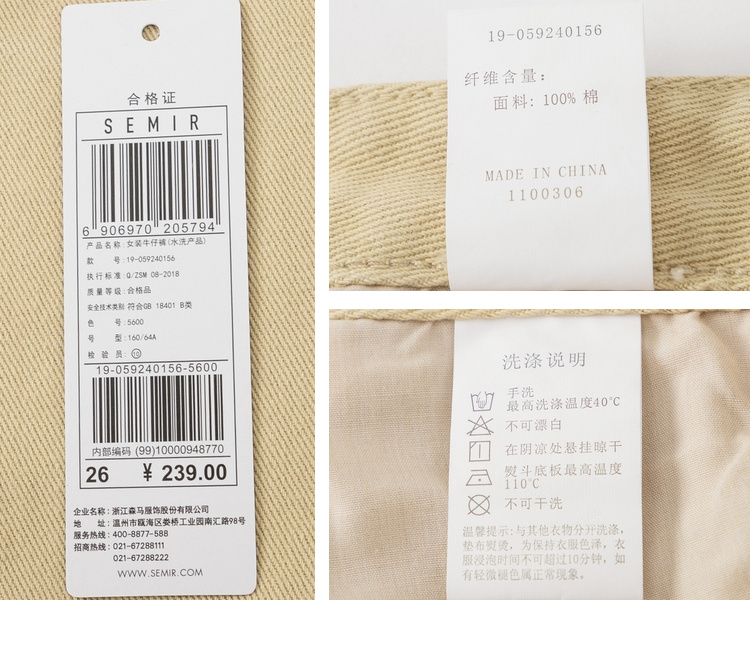 合格证
SEMIR
6 906970 205794
产品名称: 女装牛仔裤(水洗产品)
款 号: 19-059240156
执行标准: Q/ZSM 08-2018
质量等级: 合格品
安全技术类别: 符合GB 18401 B类
色 号: 5600
号 型: 160/64A
检 验 员: 10
19-059240156-5600
内部编码 (99)10000948770
26 ¥ 239.00
企业名称: 浙江森马服饰股份有限公司
地 址: 温州市瓯海区娄桥工业园南汇路98号
服务热线: 400-8877-588
招商热线: 021-67288111
021-67288222
WWW.SEMIR.COM
19-059240156
纤维含量:
面料: 100% 棉
MADE IN CHINA
1100306
洗涤说明
手洗
最高洗涤温度40℃
不可漂白
在阴凉处悬挂晾干
熨斗底板最高温度
110℃
不可干洗
温馨提示:与其他衣物分开洗涤,
垫布熨烫,为保持衣服色泽,衣
服浸泡时间不可超过10分钟,如
有轻微褪色属正常现象。